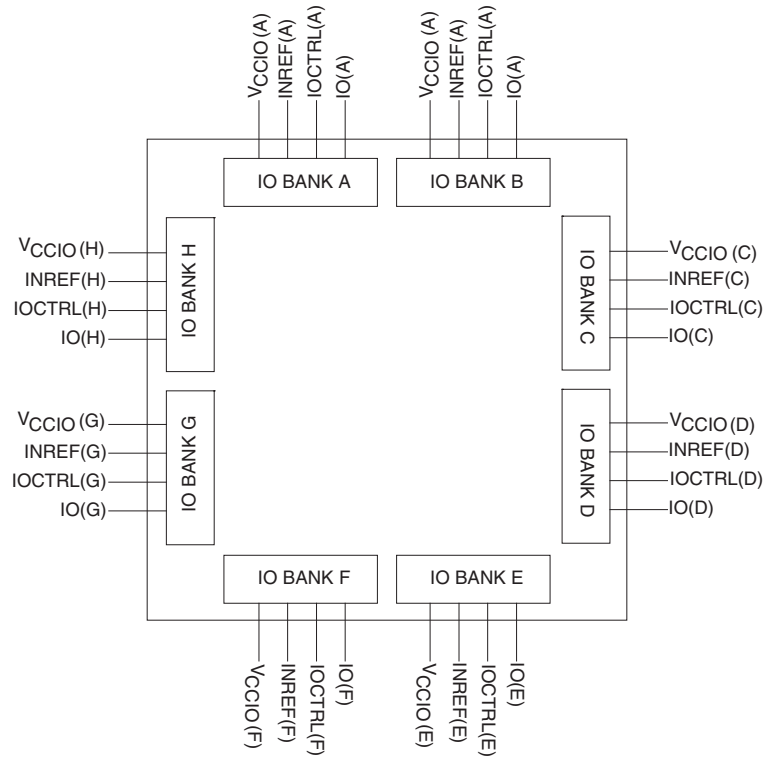 VCCIO(A)
INREF(A)
IOCTRL(A)
IO(A)
VCCIO(A)
INREF(A)
IOCTRL(A)
IO(A)
IO BANK A
IO BANK B
VCCIO(H)
INREF(H)
IOCTRL(H)
IO(H)
IO BANK H
IO BANK C
VCCIO(C)
INREF(C)
IOCTRL(C)
IO(C)
VCCIO(G)
INREF(G)
IOCTRL(G)
IO(G)
IO BANK G
IO BANK D
VCCIO(D)
INREF(D)
IOCTRL(D)
IO(D)
IO BANK F
IO BANK E
VCCIO(F)
INREF(F)
IOCTRL(F)
IO(F)
VCCIO(E)
INREF(E)
IOCTRL(E)
IO(E)